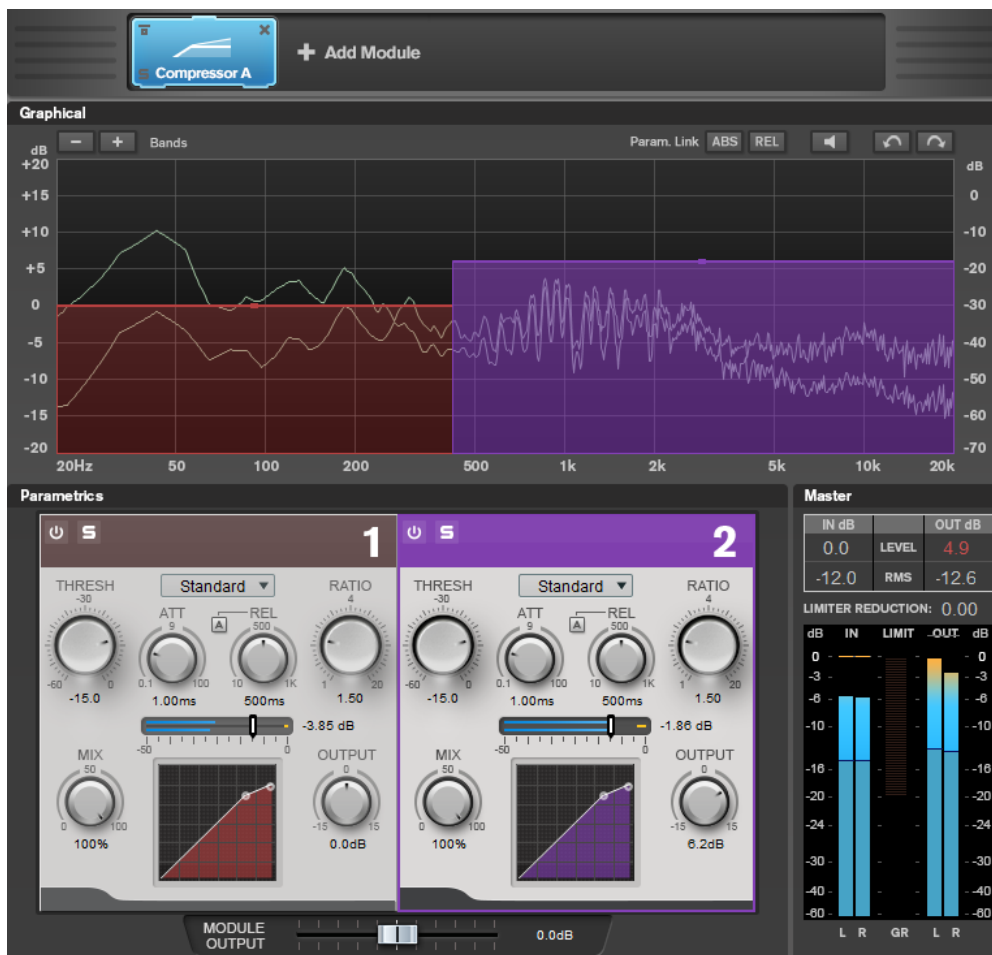 Compressor A
S
+ Add Module
Graphical
- + Bands
Param. Link ABS REL
dB
+20
+15
+10
+5
0
-5
-10
-15
-20
dB
0
-10
-20
-30
-40
-50
-60
-70
20Hz 50 100 200 500 1k 2k 5k 10k 20k
Parametrics
S 1
THRESH Standard RATIO
-30 ATT REL 4
9 A 500
-60 0 0.1 100 10 1K 1 20
-15.0 1.00ms 500ms 1.50
-3.85 dB
-50 0
MIX OUTPUT
50 0
0 100 -15 15
100% 0.0dB
S 2
THRESH Standard RATIO
-30 ATT REL 4
9 A 500
-60 0 0.1 100 10 1K 1 20
-15.0 1.00ms 500ms 1.50
-1.86 dB
-50 0
MIX OUTPUT
50 0
0 100 -15 15
100% 6.2dB
MODULE
OUTPUT
0.0dB
Master
IN dB OUT dB
0.0 LEVEL 4.9
-12.0 RMS -12.6
LIMITER REDUCTION: 0.00
dB IN LIMIT OUT dB
0 0
-3 -3
-6 -6
-10 -10
-16 -16
-20 -20
-24 -24
-30 -30
-40 -40
-60 -60
L R GR L R